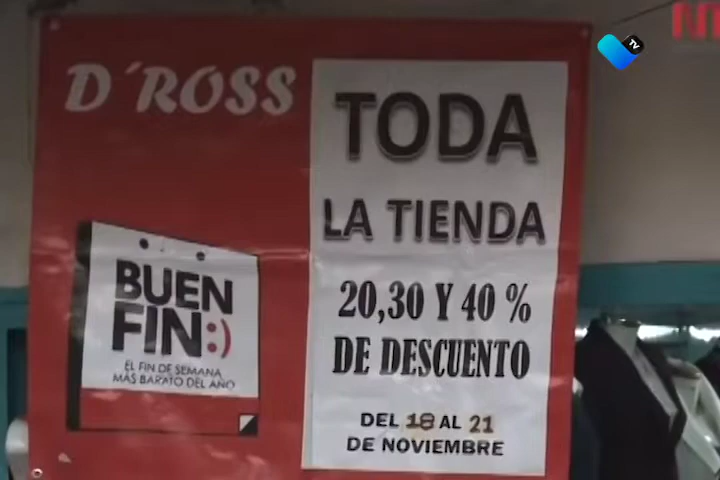 TV
D´ROSS
TODA
LA TIENDA
20,30 Y 40 %
DE DESCUENTO
DEL 18 AL 21
DE NOVIEMBRE
BUEN
FIN:)
EL FIN DE SEMANA
MÁS BARATO DEL AÑO